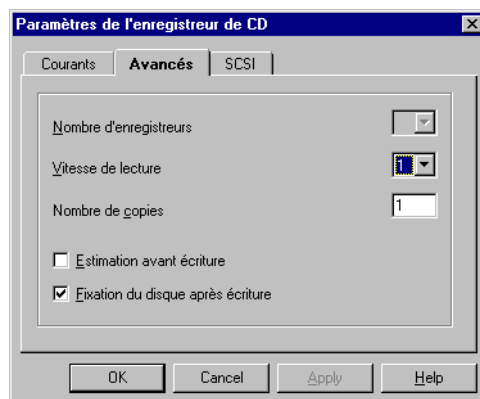 Paramètres de l'enregistreur de CD
Courants Avancés SCSI
Nombre d'enregistreurs
Vitesse de lecture 1
Nombre de copies 1
Estimation avant écriture
Fixation du disque après écriture
OK Cancel Apply Help